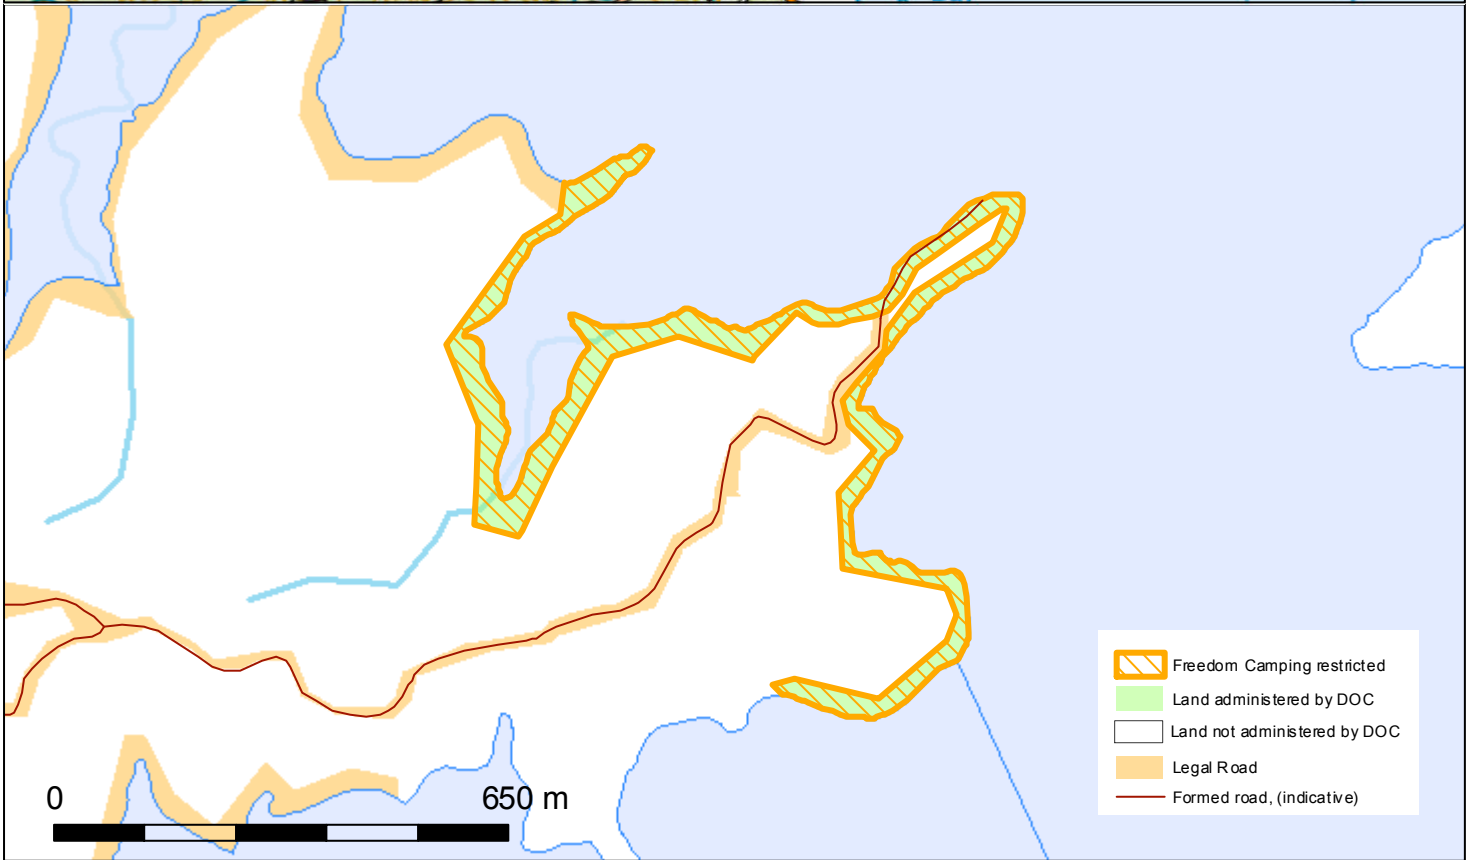 Freedom Camping restricted
Land administered by DOC
Land not administered by DOC
Legal Road
Formed road, (indicative)
0 650 m